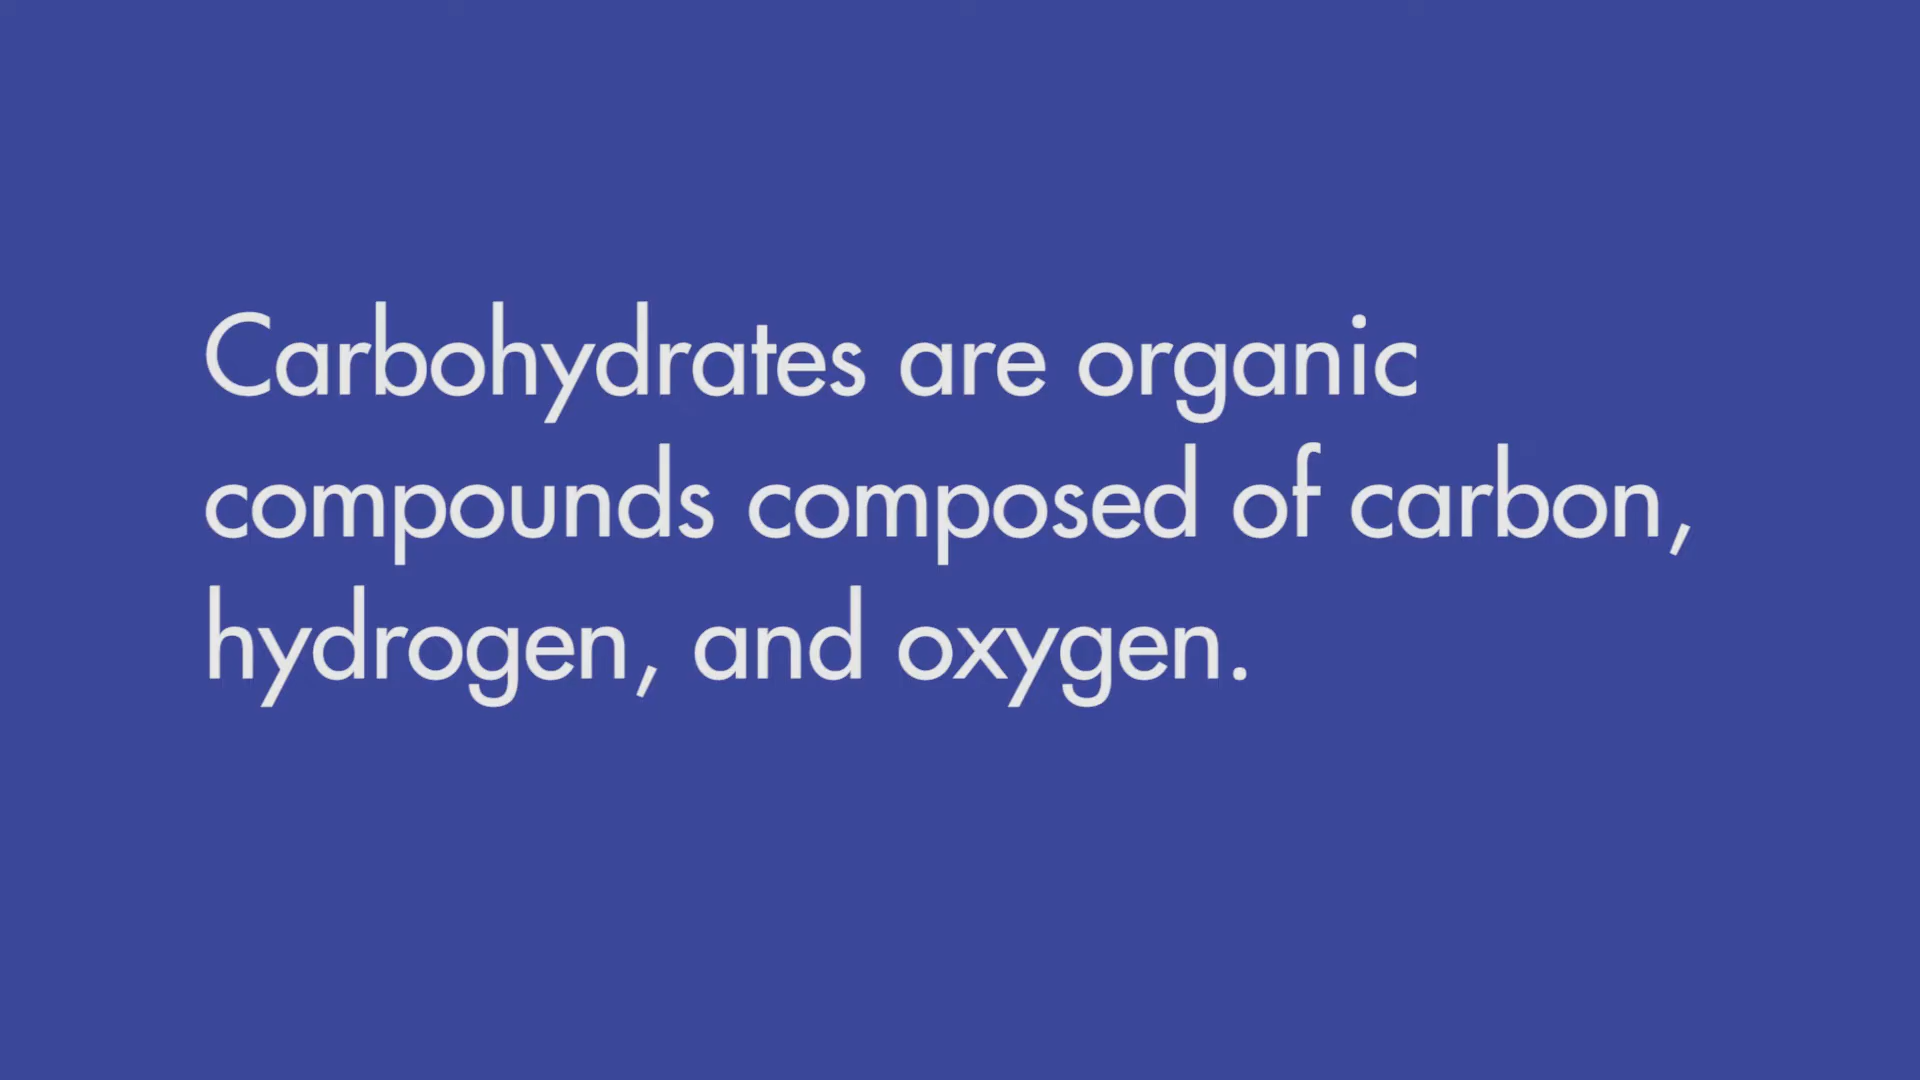 Carbohydrates are organic
compounds composed of carbon,
hydrogen, and oxygen.